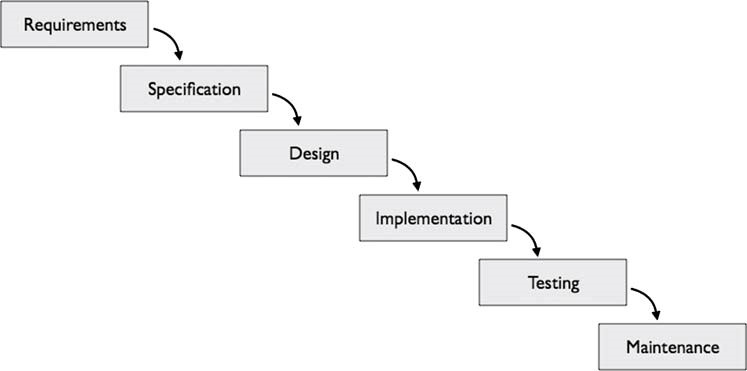 Requirements
Specification
Design
Implementation
Testing
Maintenance